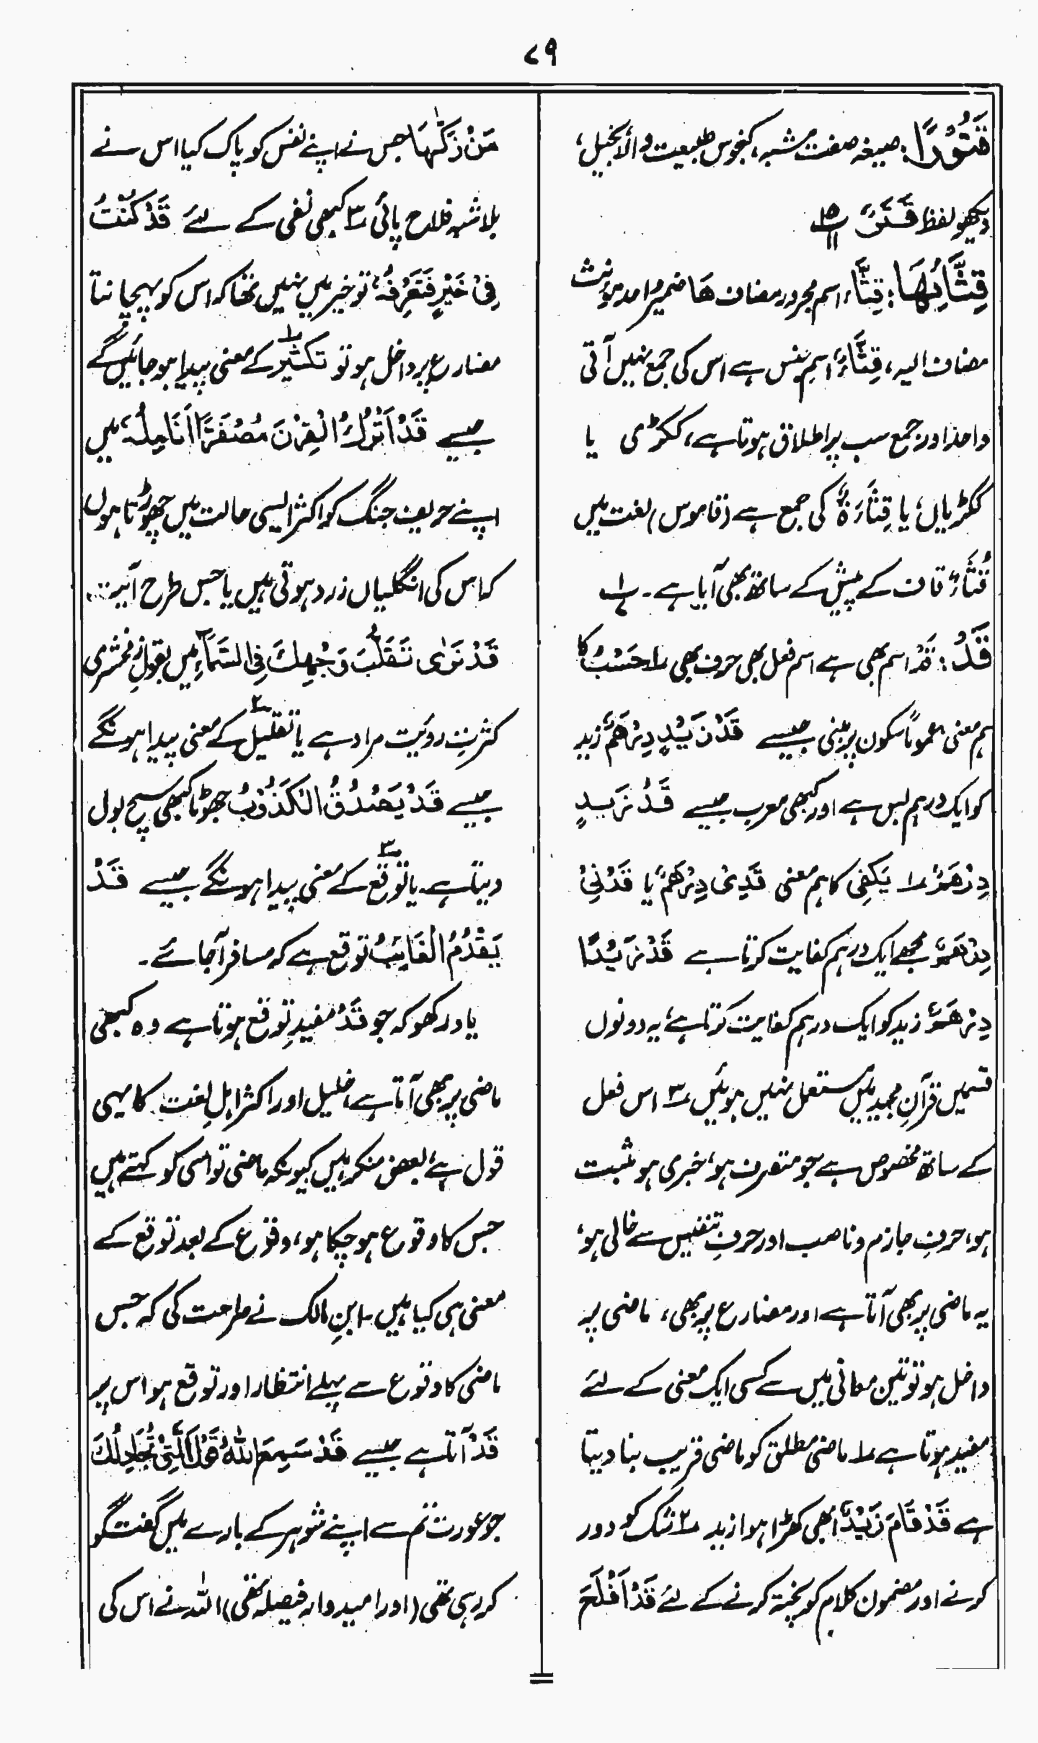 ۷۹
قَتُوْرًا: صیغہ صفت مشبہ، کنجوس طبیعت والا بخیل،
دیکھو لفظ قَتَرَ ۱۵/۱۱
قِثَّائِهَا: قِثَّاءِ، اسم مجرور مضاف ھَا ضمیر واحد مؤنث
مضاف الیہ، قِثَّاءُ اسم جنس ہے اس کی جمع نہیں آتی
واحد اور جمع سب پر اطلاق ہوتا ہے، ککڑی یا
ککڑیاں، یا قِثَّاءَۃٌ کی جمع ہے (قاموس) لغت میں
قُثَّاءُ قاف کے پیش کے ساتھ بھی آیا ہے۔ ۱/۷
قَدْ: قَدْ اسم بھی ہے اسم فعل بھی حرف بھی ۱ حَسْبُ کا
ہم معنی عموماً سکون پر مبنی جیسے قَدْ زَیْدٍ دِرْھَمٌ زید
کو ایک درہم بس ہے اور کبھی معرب جیسے قَدُ زَیْدٍ
دِرْھَمٌ ۲ یَکْفِی کا ہم معنی قَدِیْ دِرْھَمٌ یا قَدْنِیْ
دِرْھَمٌ مجھے ایک درہم کفایت کرتا ہے قَدْ زَیْدًا
دِرْھَمٌ زید کو ایک درہم کفایت کرتا ہے، یہ دونوں
قسمیں قرآن مجید میں مستعمل نہیں ہوئیں ۳ اس فعل
کے ساتھ مخصوص ہے جو متصرف ہو، خبری ہو مثبت
ہو، حرفِ جازم و ناصب اور حرفِ تنفیس سے خالی ہو،
یہ ماضی پر بھی آتا ہے اور مضارع پر بھی، ماضی پر
داخل ہو تو تین معانی میں سے کسی ایک معنی کے لئے
مفید ہوتا ہے ۱ ماضی مطلق کو ماضی قریب بنا دیتا
ہے قَدْ قَامَ زَیْدٌ ابھی کھڑا ہوا زید ۲ شک کو دور
کرنے اور مضمون کلام کو پختہ کرنے کے لئے قَدْ اَفْلَحَ
مَنْ زَکّٰھَا جس نے اپنے نفس کو پاک کیا اس نے
بلاشبہ فلاح پائی ۳ کبھی نفی کے لئے قَدْ کُنْتَ
فِیْ خَیْرٍ فَتَعْرِفُہٗ، تو خیر میں نہیں تھا کہ اس کو پہچانتا
مضارع پر داخل ہو تو ۱ تکثیر کے معنی پیدا ہو جائیں گے
جیسے قَدْ اَتْرُکُ الْقِرْنَ مُصْفَرًّا اَنَامِلُہٗ، میں
اپنے حریف جنگ کو اکثر ایسی حالت میں چھوڑتا ہوں
کہ اس کی انگلیاں زرد ہوتی ہیں یا جس طرح آیت
قَدْ نَرٰی تَقَلُّبَ وَجْھِکَ فِی السَّمَآءِ میں بقول زمخشری
کثرتِ رویت مراد ہے یا ۲ تقلیل کے معنی پیدا ہونگے
جیسے قَدْ یَصْدُقُ الْکَذُوْبُ جھوٹا کبھی سچ بول
دیتا ہے۔ یا ۳ توقع کے معنی پیدا ہونگے جیسے قَدْ
یَقْدُمُ الْغَائِبُ توقع ہے کہ مسافر آجائے۔
یاد رکھو کہ جو قَدْ مفید توقع ہوتا ہے وہ کبھی
ماضی پر بھی آتا ہے، خلیل اور اکثر اہل لغت کا یہی
قول ہے، بعض منکر ہیں کیونکہ ماضی تو اسی کو کہتے ہیں
جس کا وقوع ہو چکا ہو، وقوع کے بعد توقع کے
معنی ہی کیا ہیں۔ ابن مالک نے صراحت کی کہ جس
ماضی کا وقوع سے پہلے انتظار اور توقع ہو اس پر
قَدْ آتا ہے جیسے قَدْ سَمِعَ اللّٰہُ قَوْلَ الَّتِیْ تُجَادِلُکَ
جو عورت تم سے اپنے شوہر کے بارے میں گفتگو
کر رہی تھی (اور امیدوار فیصلہ تھی) اللہ نے اس کی